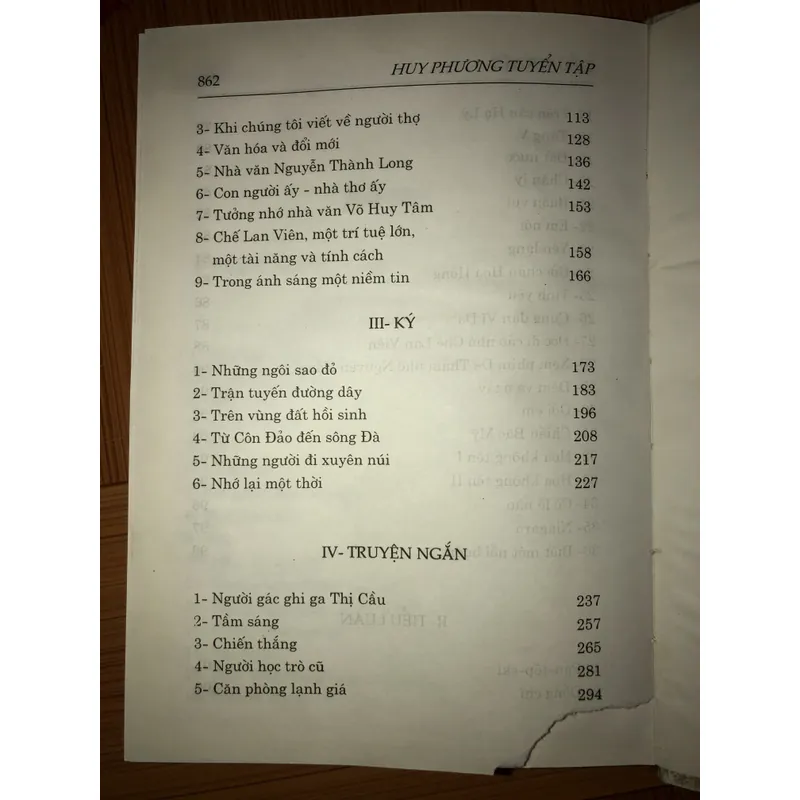 862 HUY PHƯƠNG TUYỂN TẬP
3- Khi chúng tôi viết về người thợ 113
4- Văn hóa và đổi mới 128
5- Nhà văn Nguyễn Thành Long 136
6- Con người ấy - nhà thơ ấy 142
7- Tưởng nhớ nhà văn Võ Huy Tâm 153
8- Chế Lan Viên, một trí tuệ lớn,
một tài năng và tính cách 158
9- Trong ánh sáng một niềm tin 166
III- KÝ
1- Những ngôi sao đỏ 173
2- Trận tuyến đường dây 183
3- Trên vùng đất hồi sinh 196
4- Từ Côn Đảo đến sông Đà 208
5- Những người đi xuyên núi 217
6- Nhớ lại một thời 227
IV- TRUYỆN NGẮN
1- Người gác ghi ga Thị Cầu 237
2- Tầm sáng 257
3- Chiến thắng 265
4- Người học trò cũ 281
5- Căn phòng lạnh giá 294